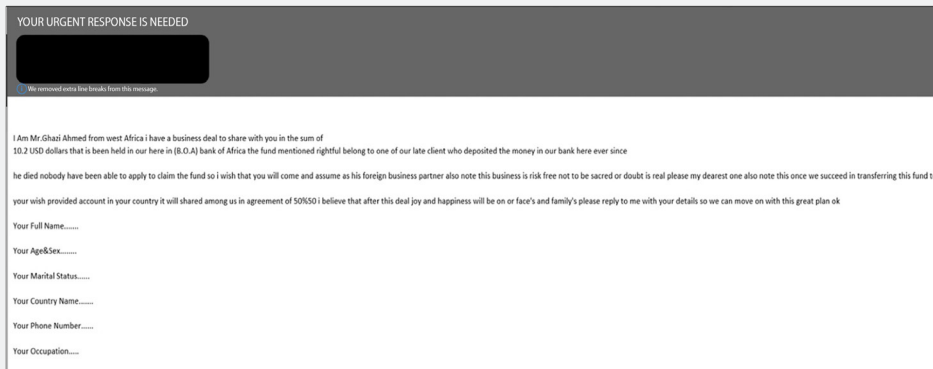 YOUR URGENT RESPONSE IS NEEDED
We removed extra line breaks from this message.
I Am Mr.Ghazi Ahmed from west Africa i have a business deal to share with you in the sum of
10.2 USD dollars that is been held in our here in (B.O.A) bank of Africa the fund mentioned rightful belong to one of our late client who deposited the money in our bank here ever since
he died nobody have been able to apply to claim the fund so i wish that you will come and assume as his foreign business partner also note this business is risk free not to be sacred or doubt is real please my dearest one also note this once we succeed in transferring this fund t
your wish provided account in your country it will shared among us in agreement of 50%50 i believe that after this deal joy and happiness will be on or face's and family's please reply to me with your details so we can move on with this great plan ok
Your Full Name.......
Your Age&Sex.........
Your Marital Status......
Your Country Name.......
Your Phone Number......
Your Occupation.....